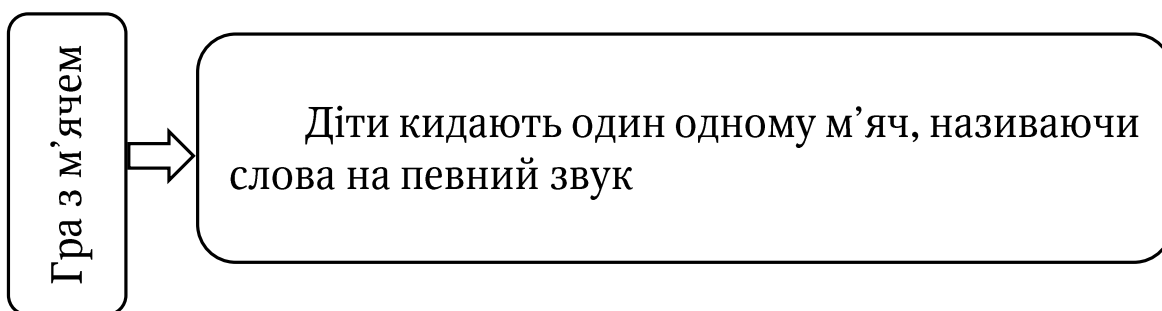 Гра з м’ячем
Діти кидають один одному м’яч, називаючи
слова на певний звук